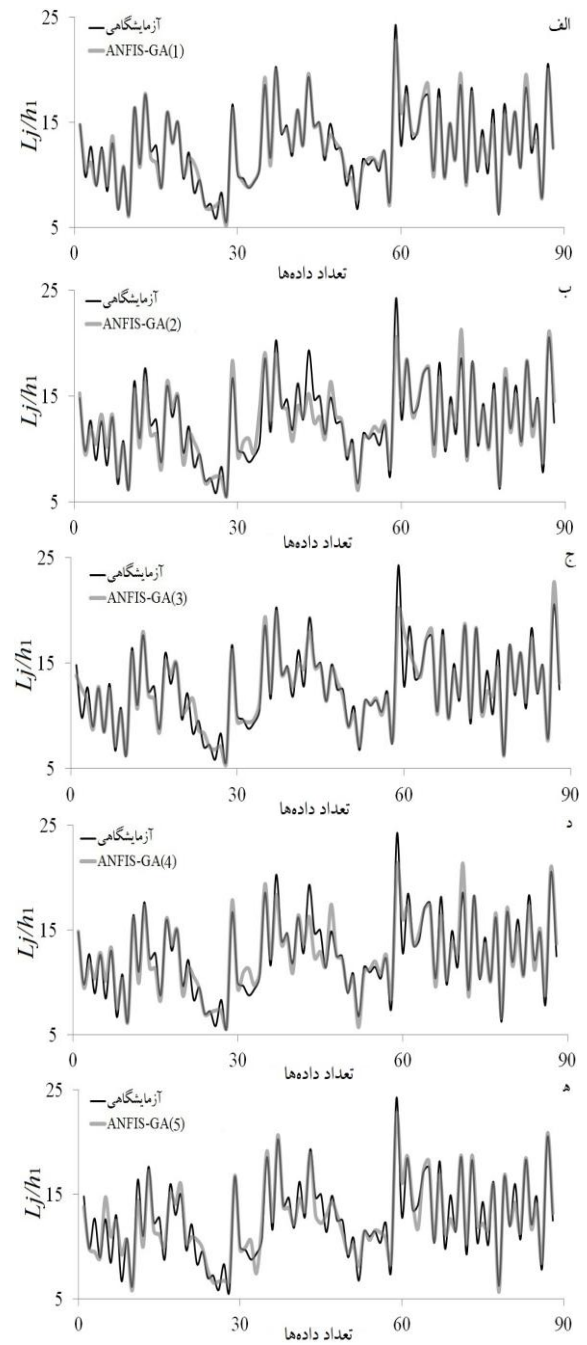 الف
25
آزمایشگاهی
ANFIS-GA(1)
15
Lj/h1
5
0
30
60
90
تعداد داده‌ها
ب
25
آزمایشگاهی
ANFIS-GA(2)
15
Lj/h1
5
0
30
60
90
تعداد داده‌ها
ج
25
آزمایشگاهی
ANFIS-GA(3)
15
Lj/h1
5
0
30
60
90
تعداد داده‌ها
د
25
آزمایشگاهی
ANFIS-GA(4)
15
Lj/h1
5
0
30
60
90
تعداد داده‌ها
ه
25
آزمایشگاهی
ANFIS-GA(5)
15
Lj/h1
5
0
30
60
90
تعداد داده‌ها